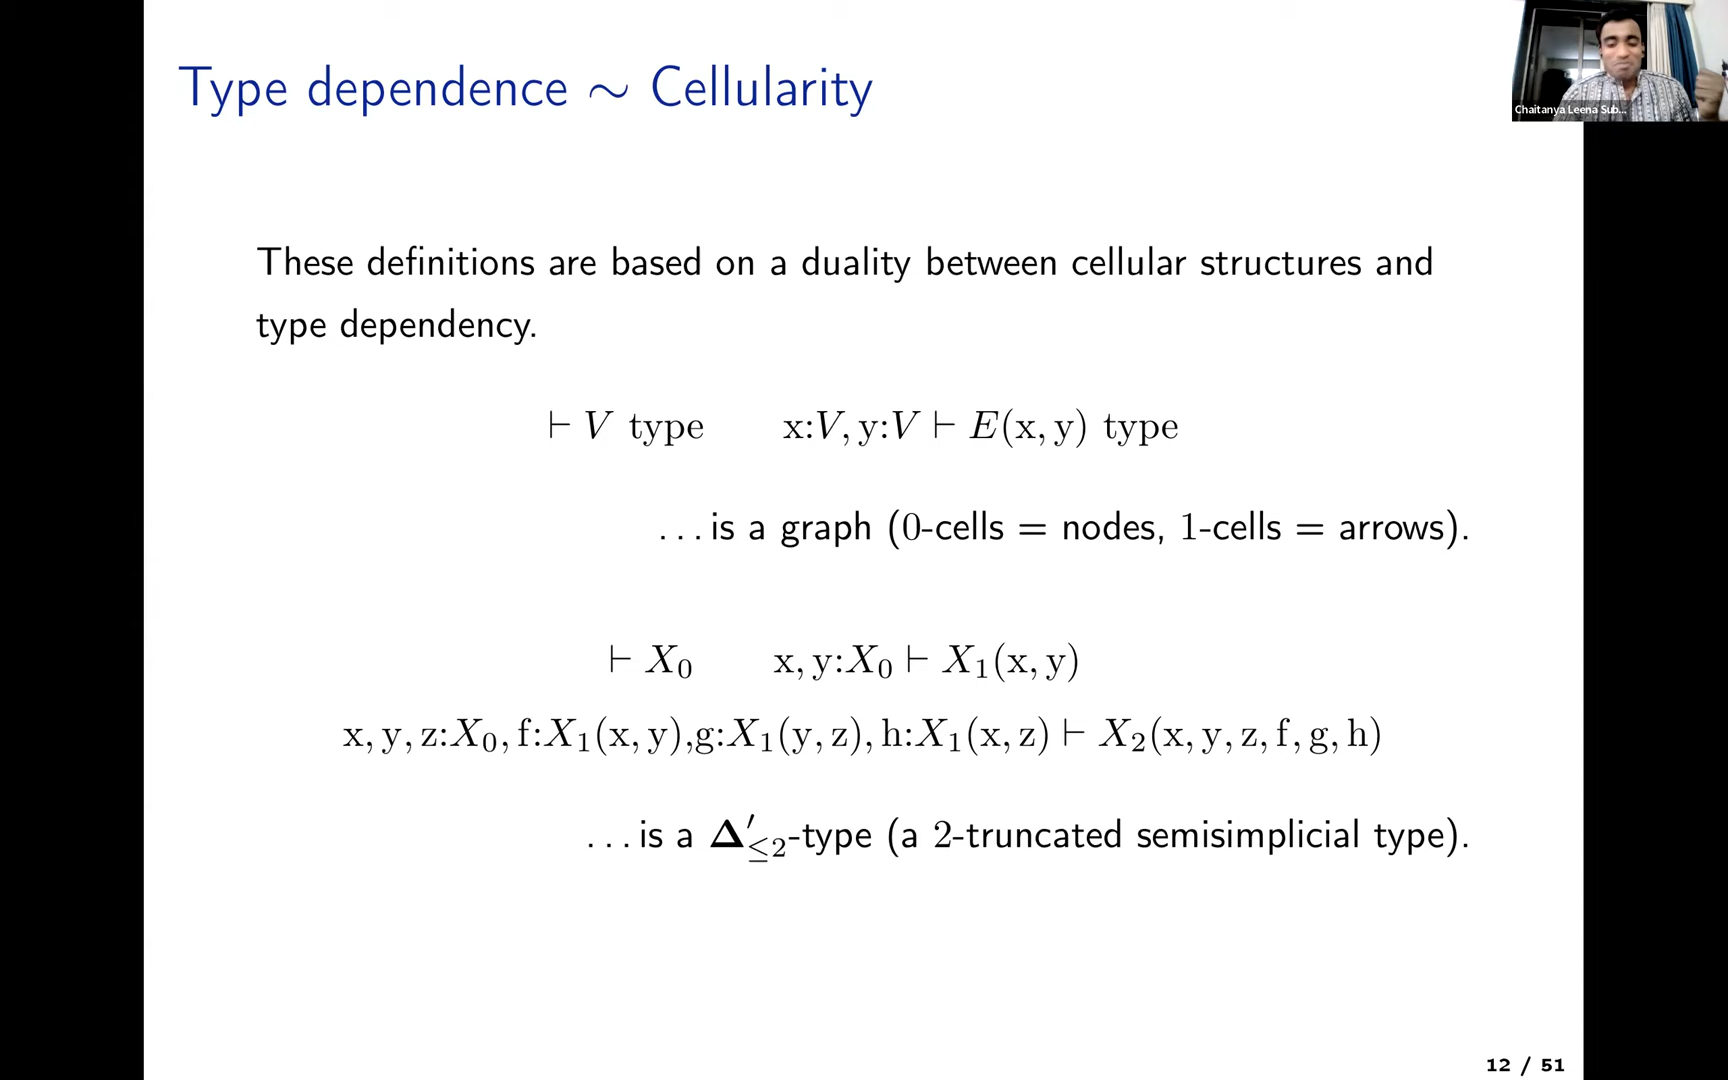 Type dependence ∼ Cellularity
Chaitanya Leena Sub...
These definitions are based on a duality between cellular structures and
type dependency.
⊢ V type x:V, y:V ⊢ E(x, y) type
...is a graph (0-cells = nodes, 1-cells = arrows).
⊢ X₀ x, y:X₀ ⊢ X₁(x, y)
x, y, z:X₀, f:X₁(x, y),g:X₁(y, z), h:X₁(x, z) ⊢ X₂(x, y, z, f, g, h)
...is a Δ′≤2-type (a 2-truncated semisimplicial type).
12 / 51